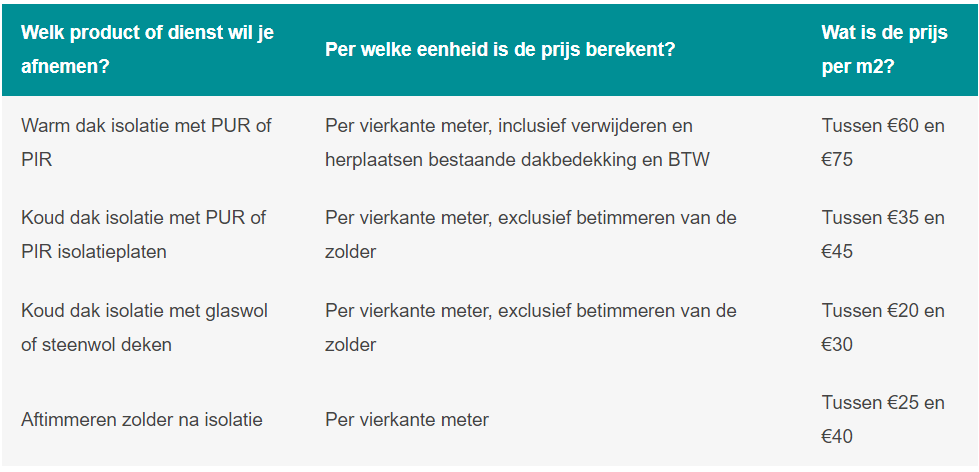 Welk product of dienst wil je
afnemen?
Per welke eenheid is de prijs berekent?
Wat is de prijs
per m2?
Warm dak isolatie met PUR of
PIR
Per vierkante meter, inclusief verwijderen en
herplaatsen bestaande dakbedekking en BTW
Tussen €60 en
€75
Koud dak isolatie met PUR of
PIR isolatieplaten
Per vierkante meter, exclusief betimmeren van de
zolder
Tussen €35 en
€45
Koud dak isolatie met glaswol
of steenwol deken
Per vierkante meter, exclusief betimmeren van de
zolder
Tussen €20 en
€30
Aftimmeren zolder na isolatie
Per vierkante meter
Tussen €25 en
€40